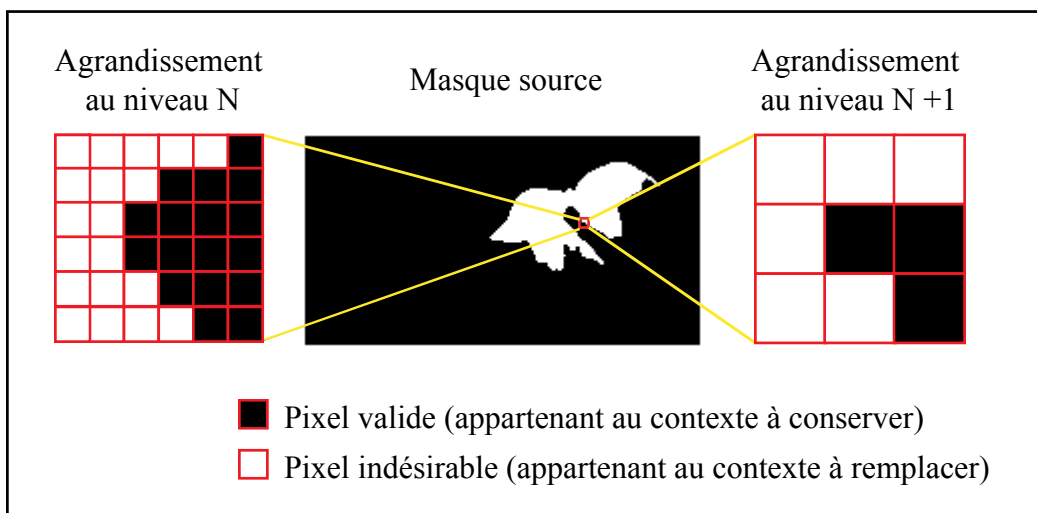 Agrandissement
au niveau N
Masque source
Agrandissement
au niveau N +1
Pixel valide (appartenant au contexte à conserver)
Pixel indésirable (appartenant au contexte à remplacer)